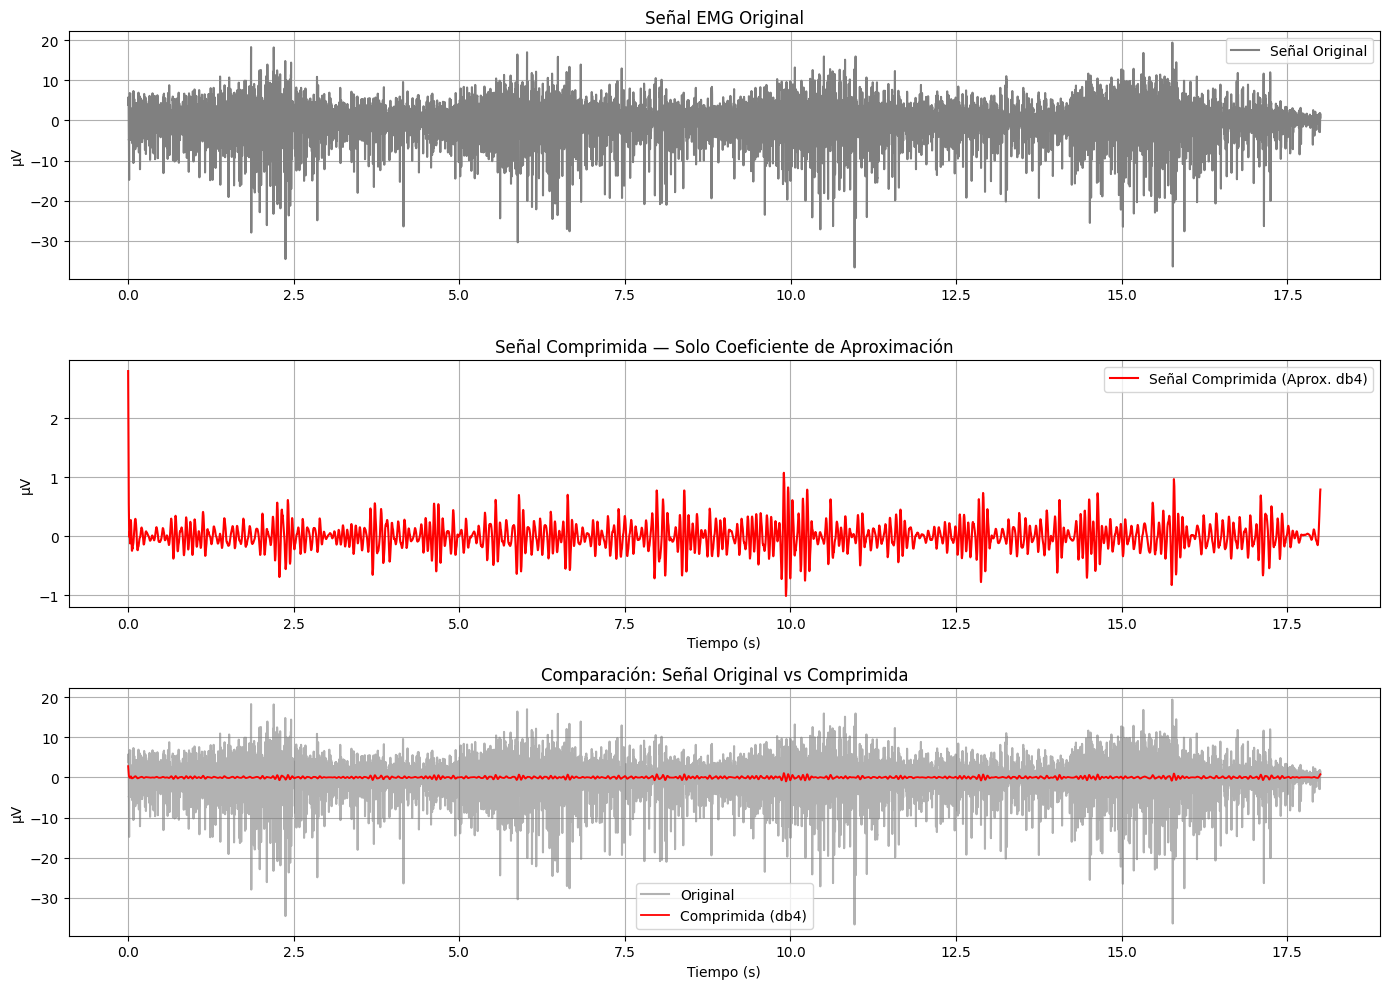 Señal EMG Original
Señal Original
20
10
0
−10
−20
−30
µV
0.0 2.5 5.0 7.5 10.0 12.5 15.0 17.5
Señal Comprimida — Solo Coeficiente de Aproximación
Señal Comprimida (Aprox. db4)
2
1
0
−1
µV
0.0 2.5 5.0 7.5 10.0 12.5 15.0 17.5
Tiempo (s)
Comparación: Señal Original vs Comprimida
20
10
0
−10
−20
−30
µV
Original
Comprimida (db4)
0.0 2.5 5.0 7.5 10.0 12.5 15.0 17.5
Tiempo (s)